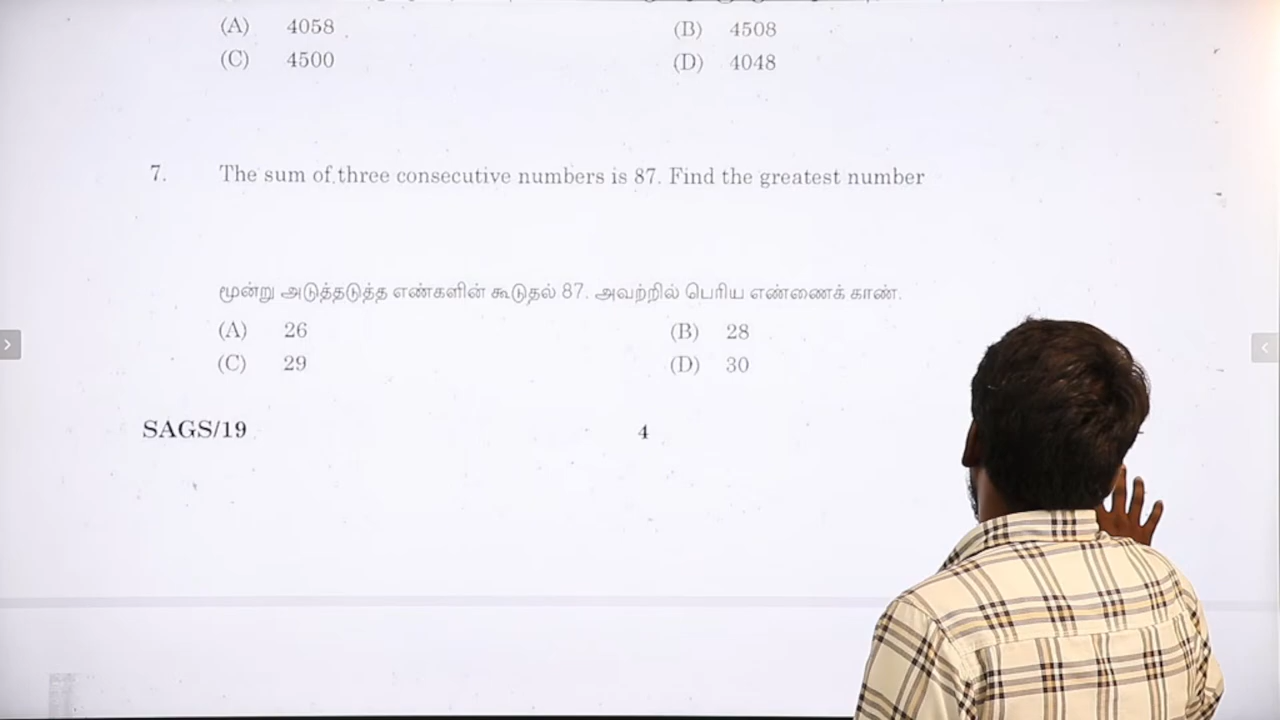 (A) 4058 (B) 4508
(C) 4500 (D) 4048
7. The sum of three consecutive numbers is 87. Find the greatest number
மூன்று அடுத்தடுத்த எண்களின் கூடுதல் 87. அவற்றில் பெரிய எண்ணைக் காண்.
(A) 26 (B) 28
(C) 29 (D) 30
SAGS/19 4